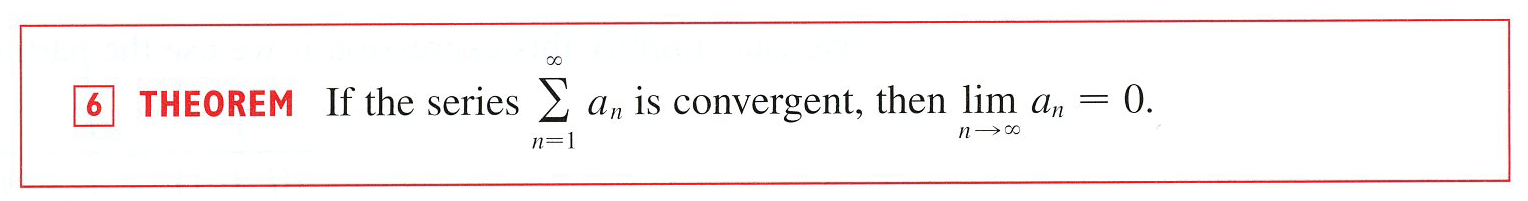 6 THEOREM If the series ∑_{n=1}^{∞} a_n is convergent, then lim_{n→∞} a_n = 0.